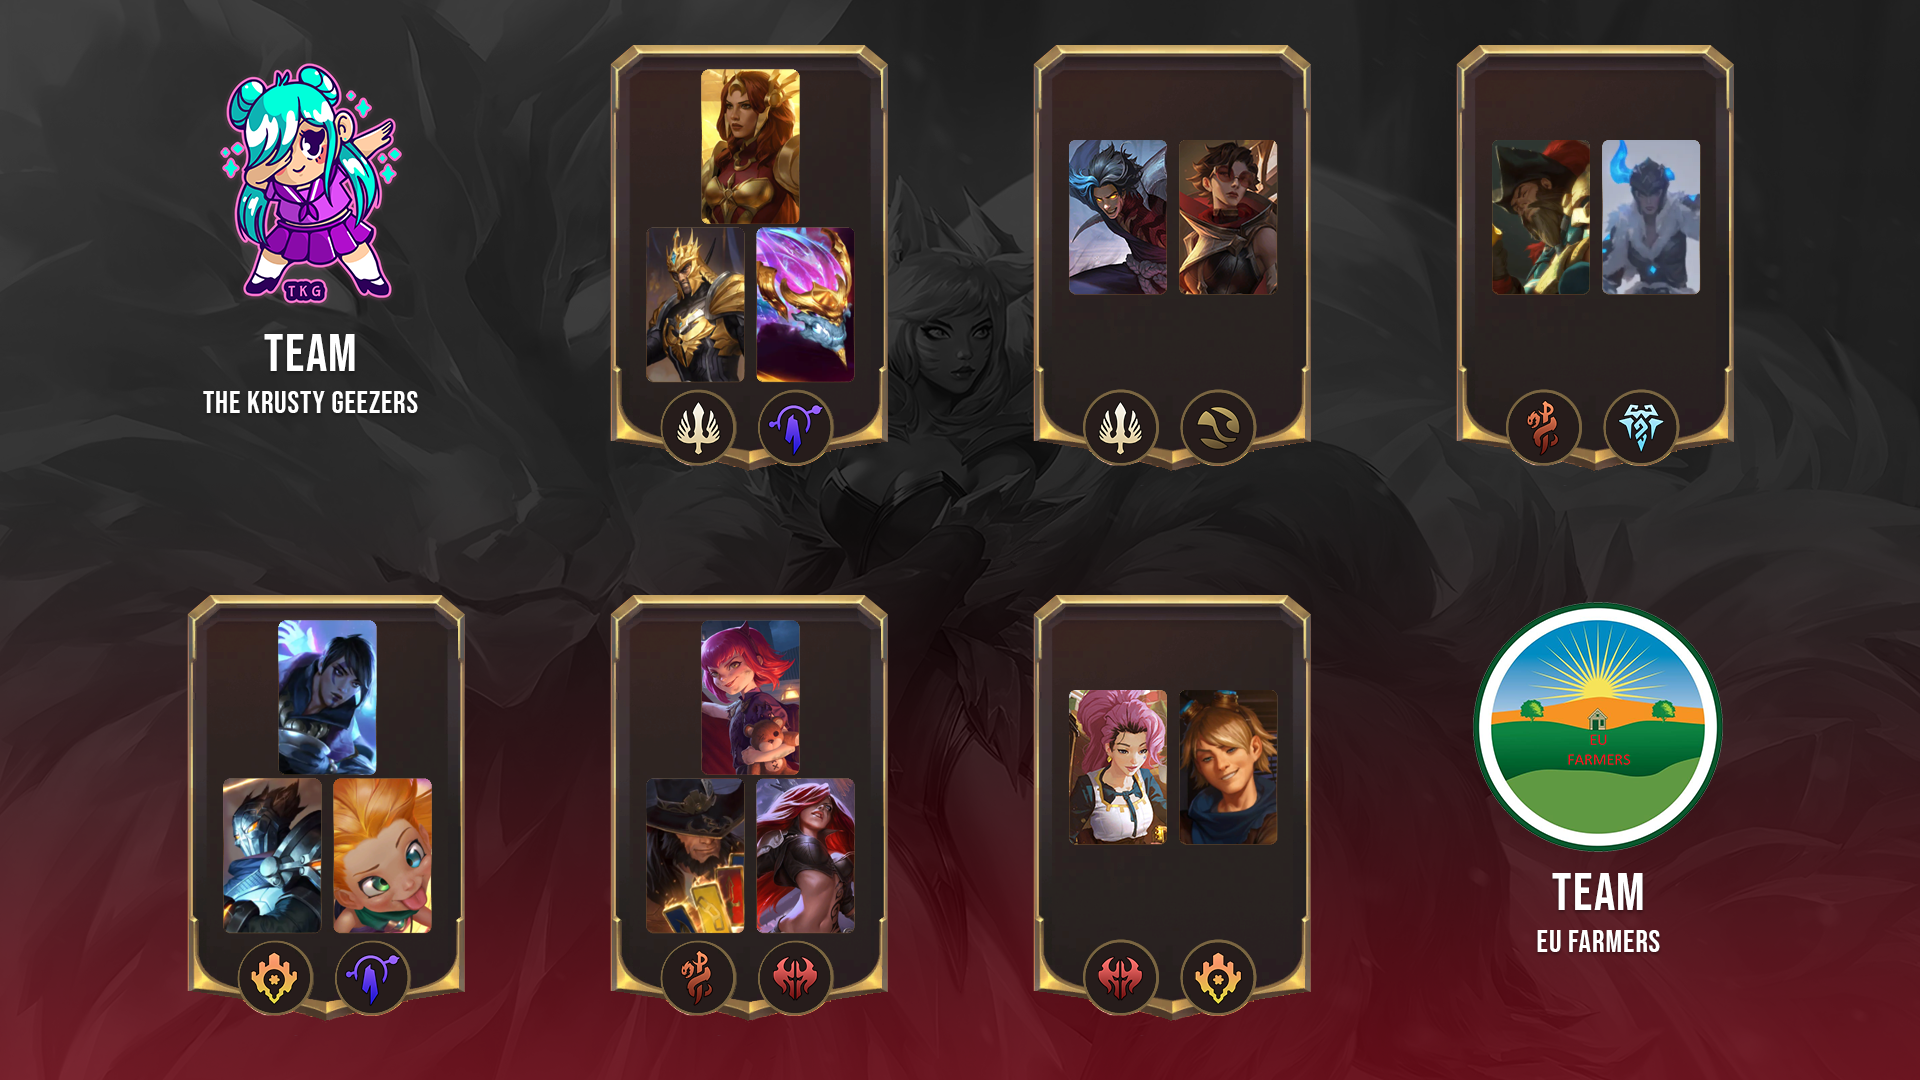 TKG
TEAM
THE KRUSTY GEEZERS
EU
FARMERS
TEAM
EU FARMERS